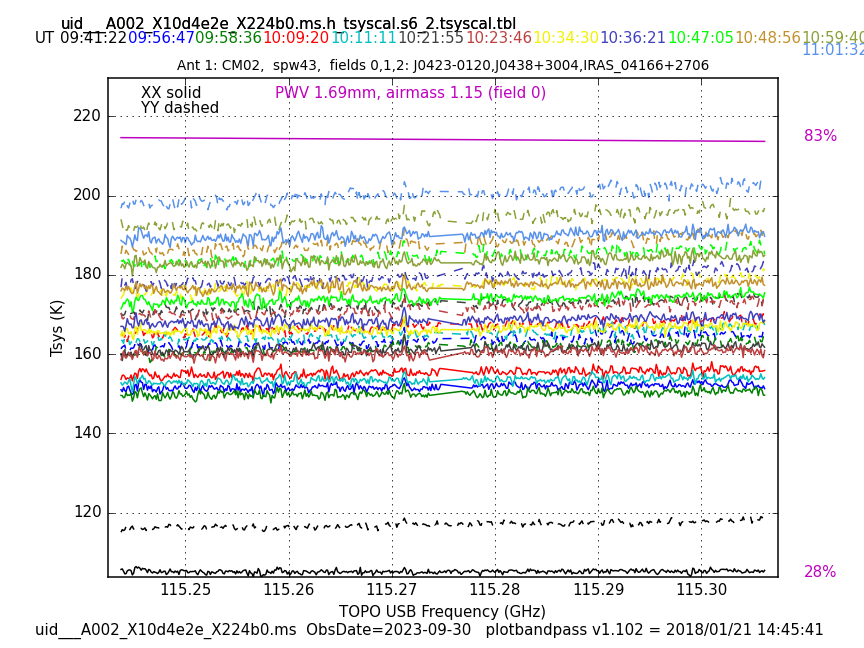 uid___A002_X10d4e2e_X224b0.ms.h_tsyscal.s6_2.tsyscal.tbl
UT 09:41:22 09:56:47 09:58:36 10:09:20 10:11:11 10:21:55 10:23:46 10:34:30 10:36:21 10:47:05 10:48:56 10:59:40
11:01:32
Ant 1: CM02, spw43, fields 0,1,2: J0423-0120,J0438+3004,IRAS_04166+2706
XX solid PWV 1.69mm, airmass 1.15 (field 0)
YY dashed
220
83%
200
180
Tsys (K)
160
140
120
28%
115.25 115.26 115.27 115.28 115.29 115.30
TOPO USB Frequency (GHz)
uid___A002_X10d4e2e_X224b0.ms ObsDate=2023-09-30 plotbandpass v1.102 = 2018/01/21 14:45:41